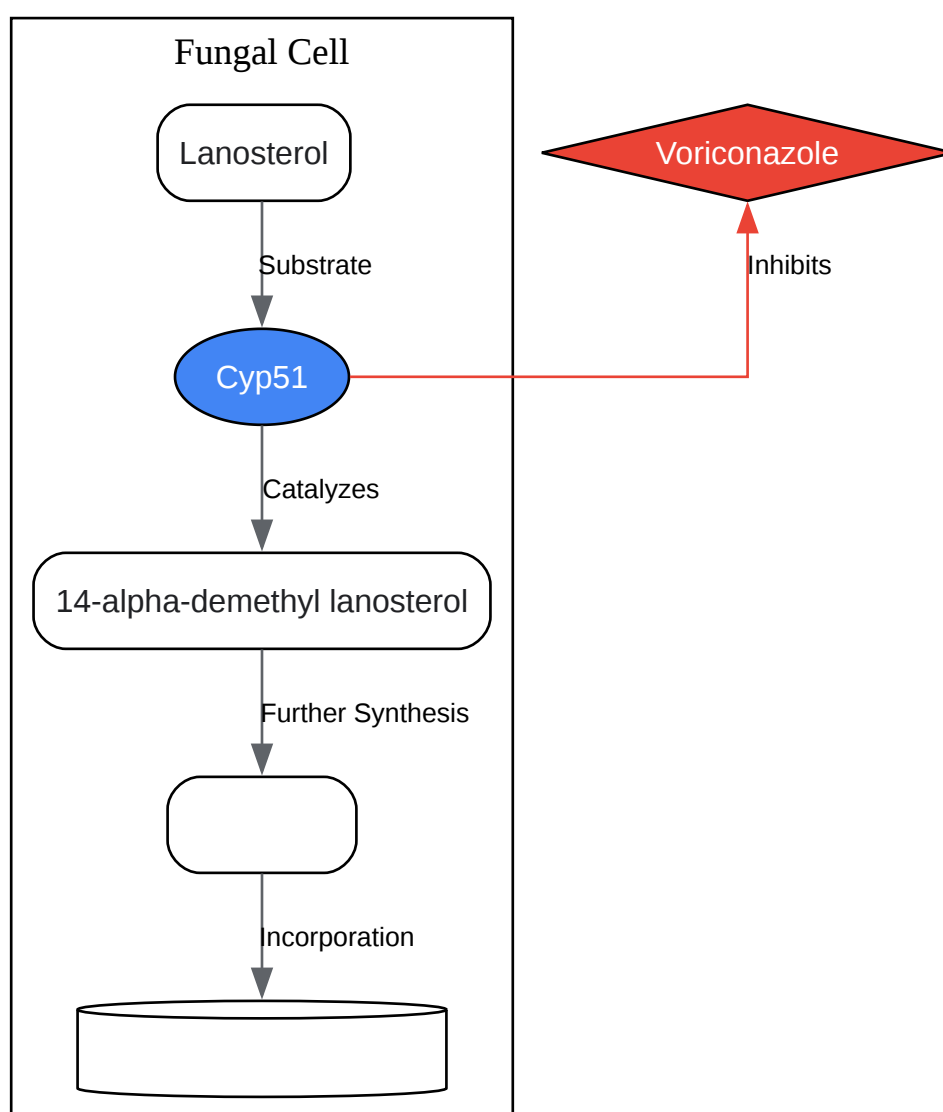 Fungal Cell
Lanosterol
Voriconazole
Substrate
Inhibits
Cyp51
Catalyzes
14-alpha-demethyl lanosterol
Further Synthesis
Incorporation